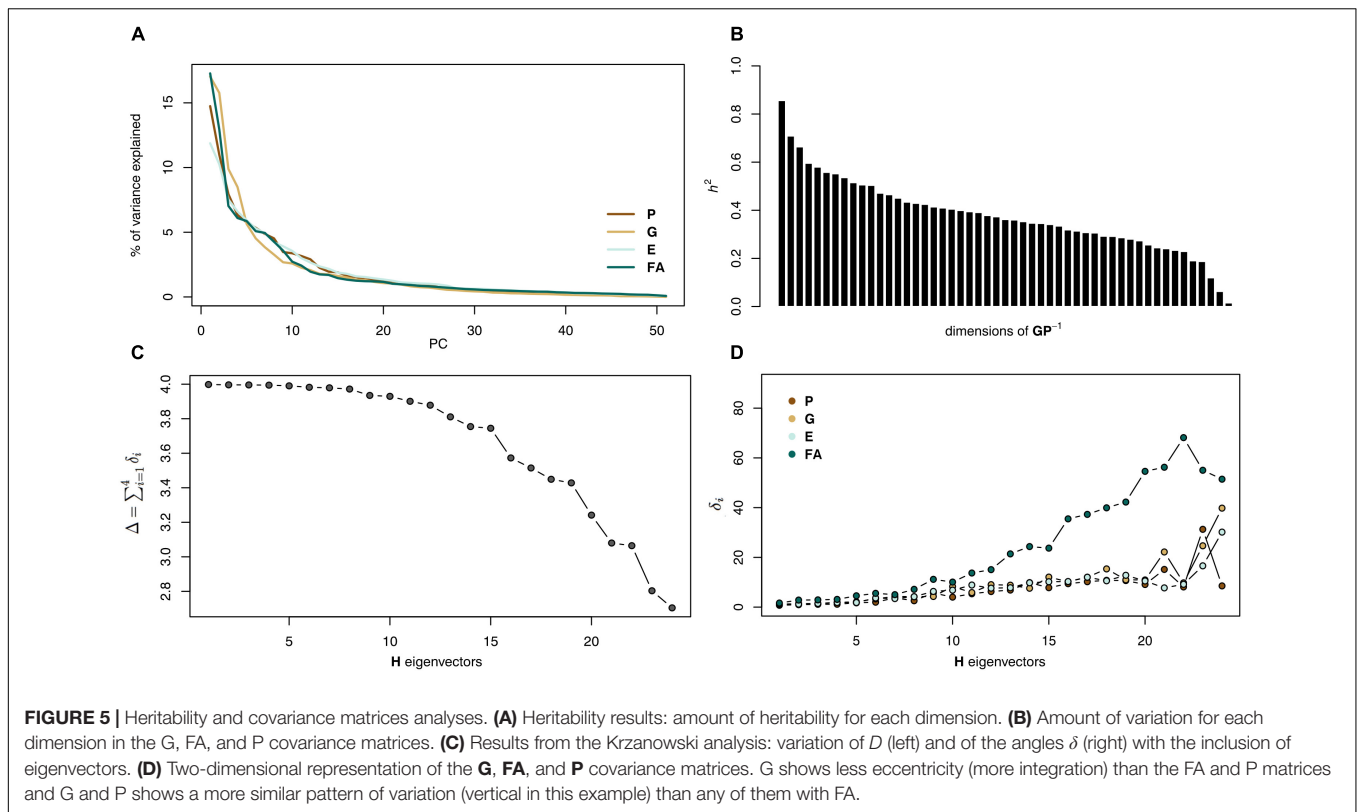 A
% of variance explained
15
10
5
0
0 10 20 30 40 50
PC
P
G
E
FA
B
h²
1.0
0.8
0.6
0.4
0.2
0.0
dimensions of GP⁻¹
C
Δ = ∑⁴ᵢ₌₁ δᵢ
4.0
3.8
3.6
3.4
3.2
3.0
2.8
5 10 15 20
H eigenvectors
D
δᵢ
80
60
40
20
0
P
G
E
FA
5 10 15 20
H eigenvectors
FIGURE 5 | Heritability and covariance matrices analyses. (A) Heritability results: amount of heritability for each dimension. (B) Amount of variation for each
dimension in the G, FA, and P covariance matrices. (C) Results from the Krzanowski analysis: variation of D (left) and of the angles δ (right) with the inclusion of
eigenvectors. (D) Two-dimensional representation of the G, FA, and P covariance matrices. G shows less eccentricity (more integration) than the FA and P matrices
and G and P shows a more similar pattern of variation (vertical in this example) than any of them with FA.